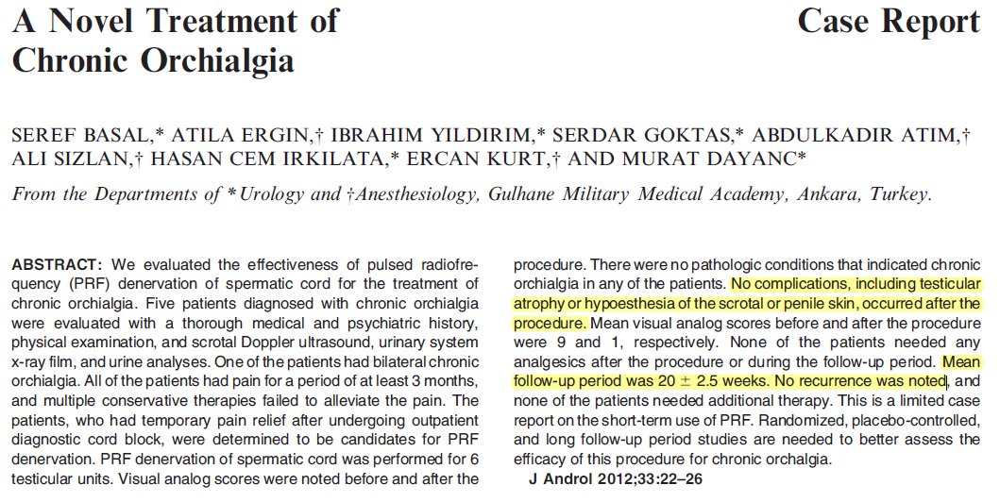 A Novel Treatment of
Chronic Orchialgia
Case Report
SEREF BASAL,* ATILA ERGIN,† IBRAHIM YILDIRIM,* SERDAR GOKTAS,* ABDULKADIR ATIM,†
ALI SIZLAN,† HASAN CEM IRKILATA,* ERCAN KURT,† AND MURAT DAYANC*
From the Departments of *Urology and †Anesthesiology, Gulhane Military Medical Academy, Ankara, Turkey.
ABSTRACT: We evaluated the effectiveness of pulsed radiofre-
quency (PRF) denervation of spermatic cord for the treatment of
chronic orchialgia. Five patients diagnosed with chronic orchialgia
were evaluated with a thorough medical and psychiatric history,
physical examination, and scrotal Doppler ultrasound, urinary system
x-ray film, and urine analyses. One of the patients had bilateral chronic
orchialgia. All of the patients had pain for a period of at least 3 months,
and multiple conservative therapies failed to alleviate the pain. The
patients, who had temporary pain relief after undergoing outpatient
diagnostic cord block, were determined to be candidates for PRF
denervation. PRF denervation of spermatic cord was performed for 6
testicular units. Visual analog scores were noted before and after the
procedure. There were no pathologic conditions that indicated chronic
orchialgia in any of the patients. No complications, including testicular
atrophy or hypoesthesia of the scrotal or penile skin, occurred after the
procedure. Mean visual analog scores before and after the procedure
were 9 and 1, respectively. None of the patients needed any
analgesics after the procedure or during the follow-up period. Mean
follow-up period was 20 ± 2.5 weeks. No recurrence was noted, and
none of the patients needed additional therapy. This is a limited case
report on the short-term use of PRF. Randomized, placebo-controlled,
and long follow-up period studies are needed to better assess the
efficacy of this procedure for chronic orchalgia.
J Androl 2012;33:22–26